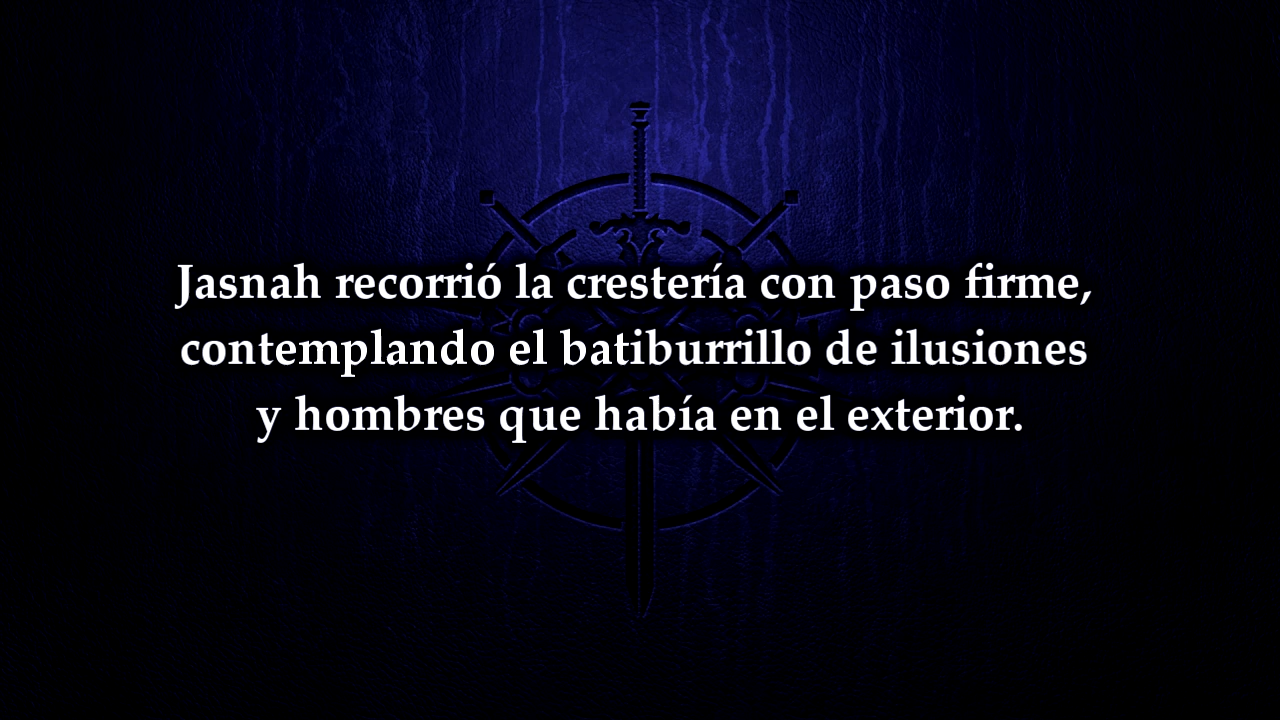 Jasnah recorrió la crestería con paso firme,
contemplando el batiburrillo de ilusiones
y hombres que había en el exterior.